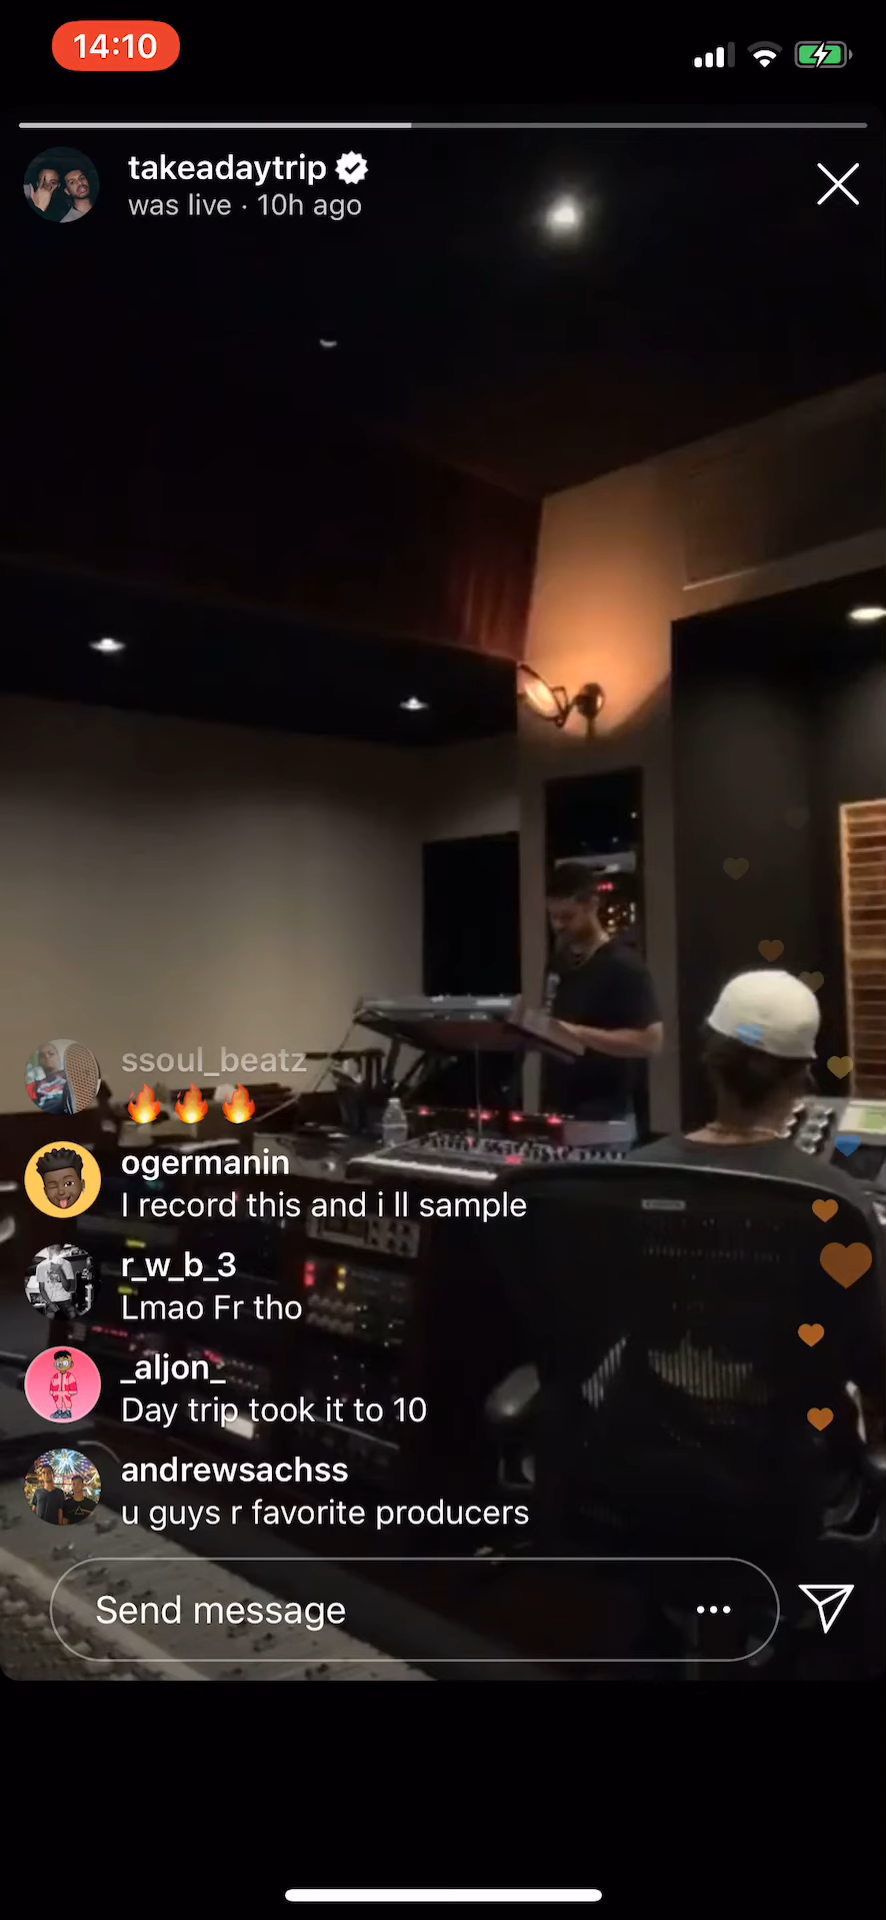 14:10
takeadaytrip
was live · 10h ago
ssoul_beatz
🔥🔥🔥
ogermanin
I record this and i ll sample
r_w_b_3
Lmao Fr tho
_aljon_
Day trip took it to 10
andrewsachss
u guys r favorite producers
Send message